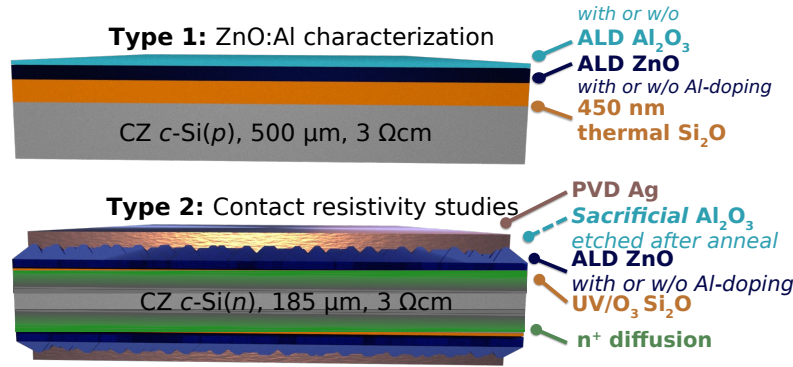 with or w/o
Type 1: ZnO:Al characterization
ALD Al₂O₃
ALD ZnO
with or w/o Al-doping
450 nm
thermal Si₂O
CZ c-Si(p), 500 µm, 3 Ωcm
PVD Ag
Type 2: Contact resistivity studies
Sacrificial Al₂O₃
etched after anneal
ALD ZnO
with or w/o Al-doping
CZ c-Si(n), 185 µm, 3 Ωcm
UV/O₃ Si₂O
n⁺ diffusion